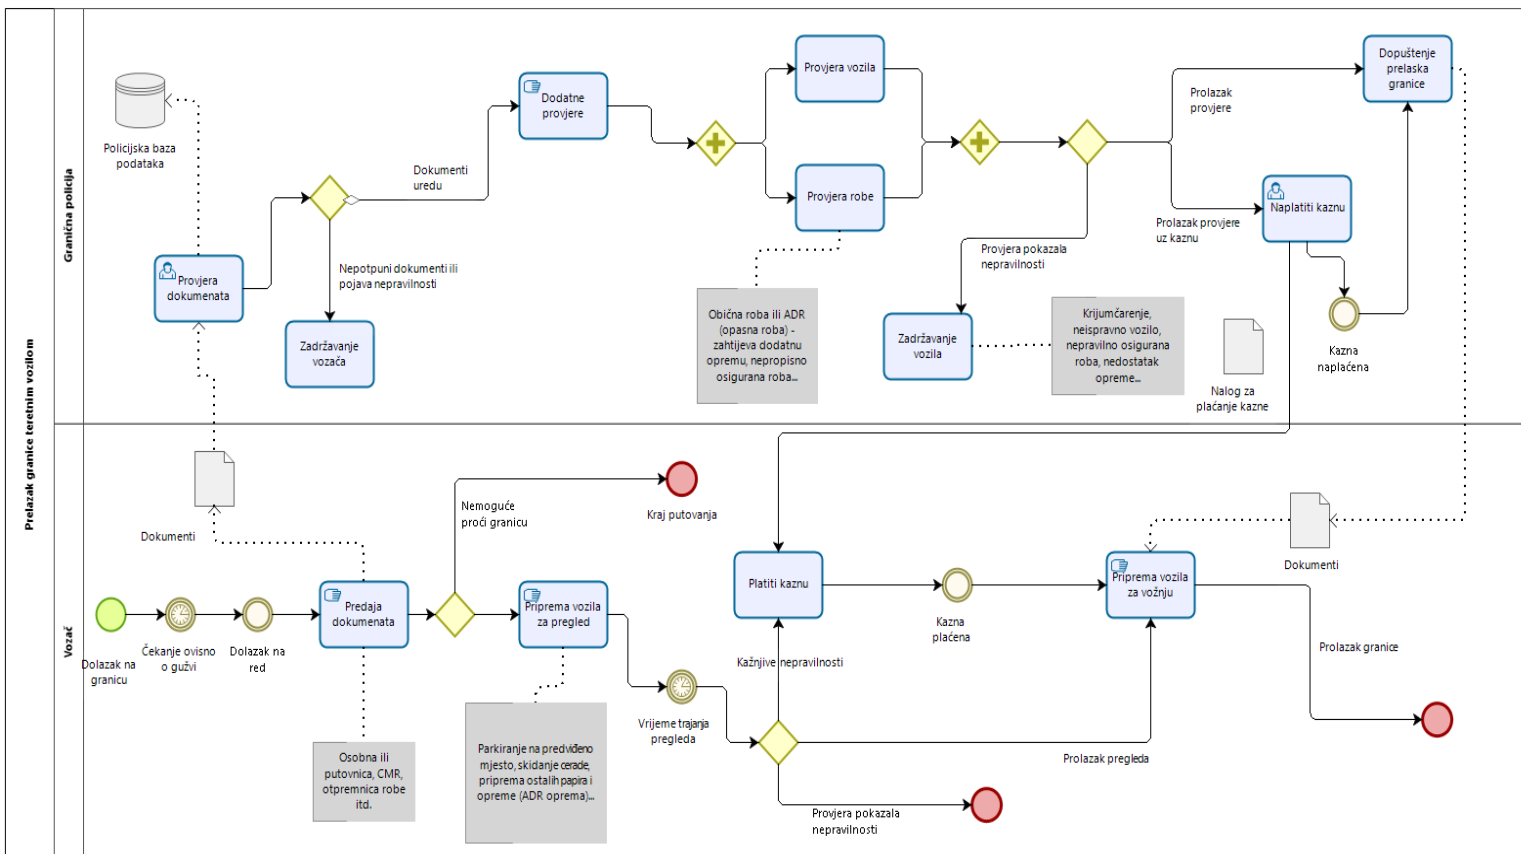 Prelazak granice teretnim vozilom
Granična policija
Policijska baza
podataka
Provjera
dokumenata
Dokumenti
uredu
Nepotpuni dokumenti ili
pojava nepravilnosti
Zadržavanje
vozača
Dodatne
provjere
Provjera vozila
Provjera robe
Obična roba ili ADR
(opasna roba) -
zahtijeva dodatnu
opremu, nepropisno
osigurana roba...
Provjera pokazala
nepravilnosti
Zadržavanje
vozila
Krijumčarenje,
neispravno vozilo,
nepravilno osigurana
roba, nedostatak
opreme...
Prolazak
provjere
Prolazak provjere
uz kaznu
Naplatiti kaznu
Nalog za
plaćanje kazne
Kazna
naplaćena
Dopuštenje
prelaska
granice
Vozač
Dolazak na
granicu
Čekanje ovisno
o gužvi
Dolazak na
red
Dokumenti
Predaja
dokumenata
Osobna ili
putovnica, CMR,
otpremnica robe
itd.
Nemoguće
proći granicu
Kraj putovanja
Priprema vozila
za pregled
Parkiranje na predviđeno
mjesto, skidanje cerade,
priprema ostalih papira i
opreme (ADR oprema)...
Vrijeme trajanja
pregleda
Kažnjive nepravilnosti
Platiti kaznu
Kazna
plaćena
Provjera pokazala
nepravilnosti
Prolazak pregleda
Priprema vozila
za vožnju
Dokumenti
Prolazak granice